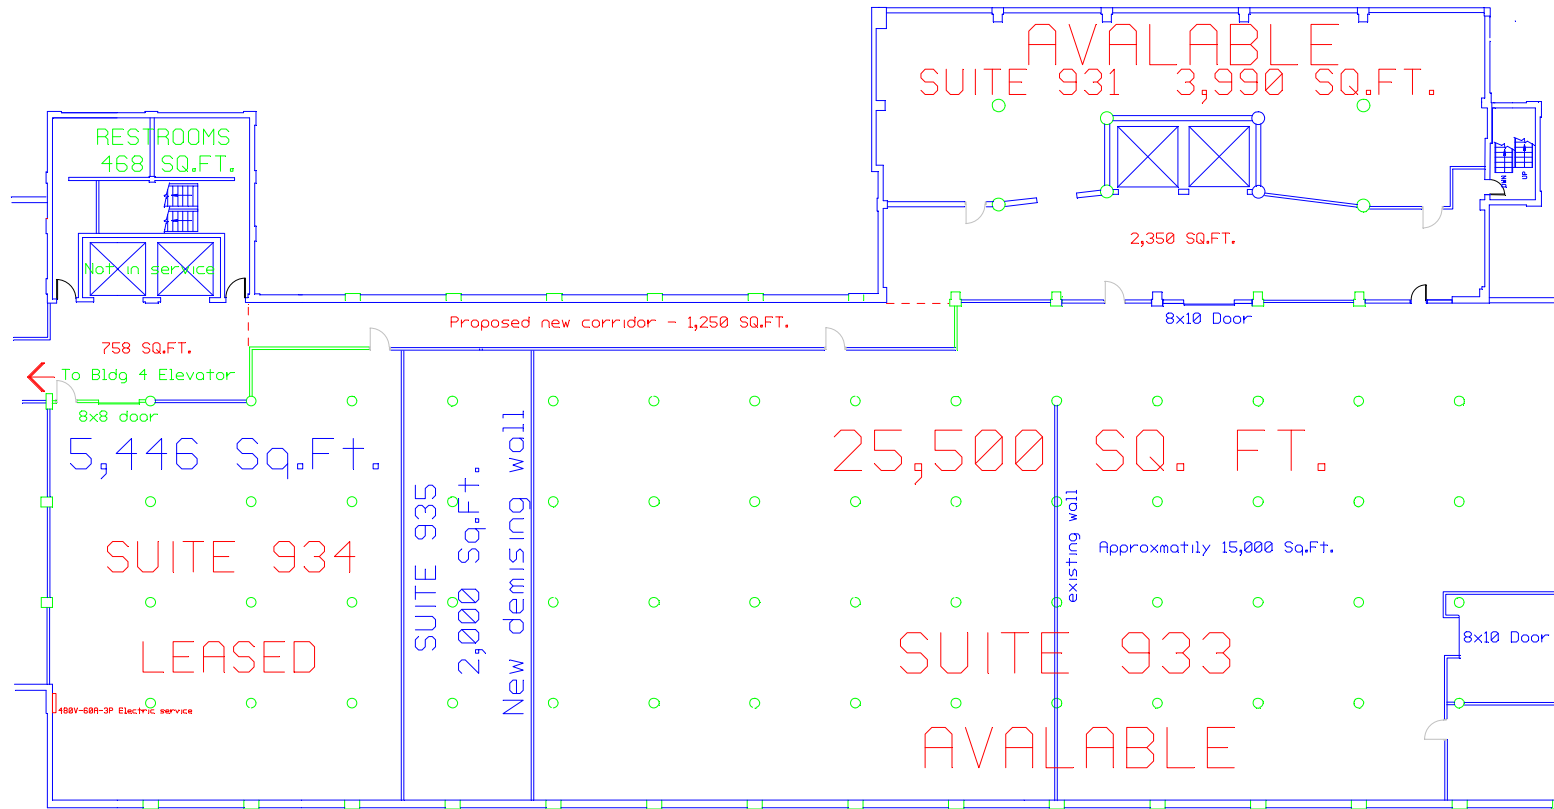 AVALABLE
SUITE 931 3,990 SQ.FT.
RESTROOMS
468 SQ.FT.
DWN
UP
2,350 SQ.FT.
Not in service
Proposed new corridor - 1,250 SQ.FT.
8x10 Door
758 SQ.FT.
To Bldg 4 Elevator
8x8 door
5,446 Sq.Ft.
25,500 SQ. FT.
SUITE 935
2,000 Sq.Ft.
New demising wall
existing wall
Approxmatily 15,000 Sq.Ft.
SUITE 934
LEASED
SUITE 933
8x10 Door
480V-60A-3P Electric service
AVALABLE